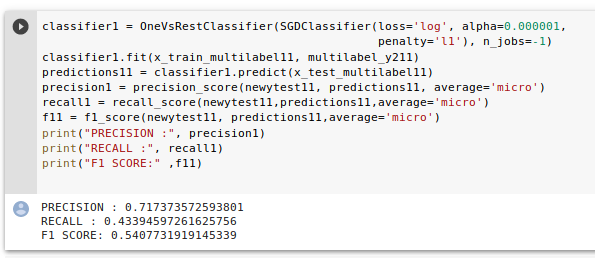 classifier1 = OneVsRestClassifier(SGDClassifier(loss='log', alpha=0.000001,
penalty='l1'), n_jobs=-1)
classifier1.fit(x_train_multilabel11, multilabel_y211)
predictions11 = classifier1.predict(x_test_multilabel11)
precision1 = precision_score(newytest11, predictions11, average='micro')
recall1 = recall_score(newytest11,predictions11,average='micro')
f11 = f1_score(newytest11, predictions11,average='micro')
print("PRECISION :", precision1)
print("RECALL :", recall1)
print("F1 SCORE:" ,f11)
PRECISION : 0.717373572593801
RECALL : 0.43394597261625756
F1 SCORE: 0.5407731919145339